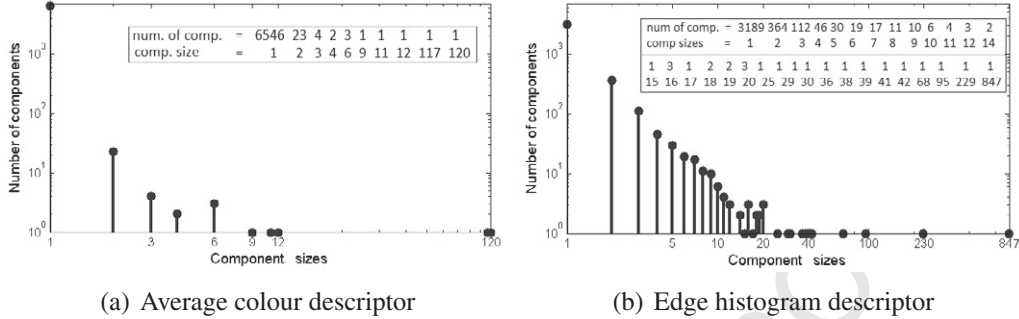 num. of comp. = 6546 23 4 2 3 1 1 1 1 1
comp. size = 1 2 3 4 6 9 11 12 117 120
Number of components
10³
10²
10¹
10⁰
1 3 6 9 12 120
Component sizes
(a) Average colour descriptor
num of comp. = 3189 364 112 46 30 19 17 11 10 6 4 3 2
comp sizes = 1 2 3 4 5 6 7 8 9 10 11 12 14
1 3 1 2 2 3 1 1 1 1 1 1 1 1 1 1 1 1
15 16 17 18 19 20 25 29 30 36 38 39 41 42 68 95 229 847
Number of components
10³
10²
10¹
10⁰
1 5 10 20 40 100 230 847
Component sizes
(b) Edge histogram descriptor